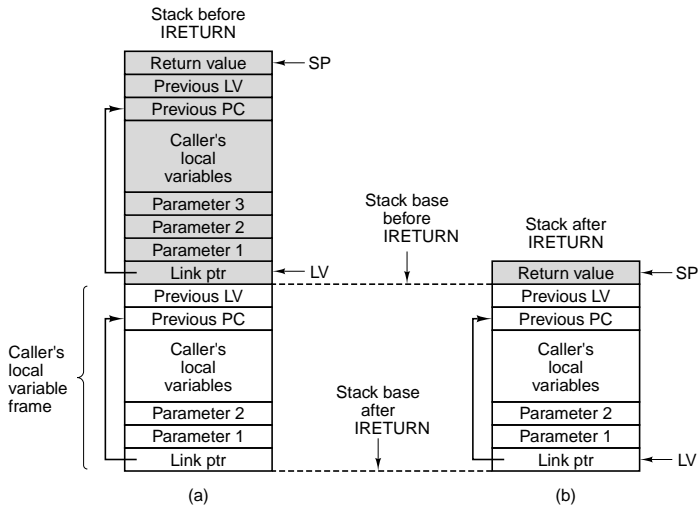 Stack before
IRETURN
Return value
SP
Previous LV
Previous PC
Caller's
local
variables
Parameter 3
Parameter 2
Parameter 1
Link ptr
LV
Previous LV
Previous PC
Caller's
local
variables
Parameter 2
Parameter 1
Link ptr
Caller's
local
variable
frame
(a)
Stack base
before
IRETURN
Stack base
after
IRETURN
Stack after
IRETURN
Return value
SP
Previous LV
Previous PC
Caller's
local
variables
Parameter 2
Parameter 1
Link ptr
LV
(b)